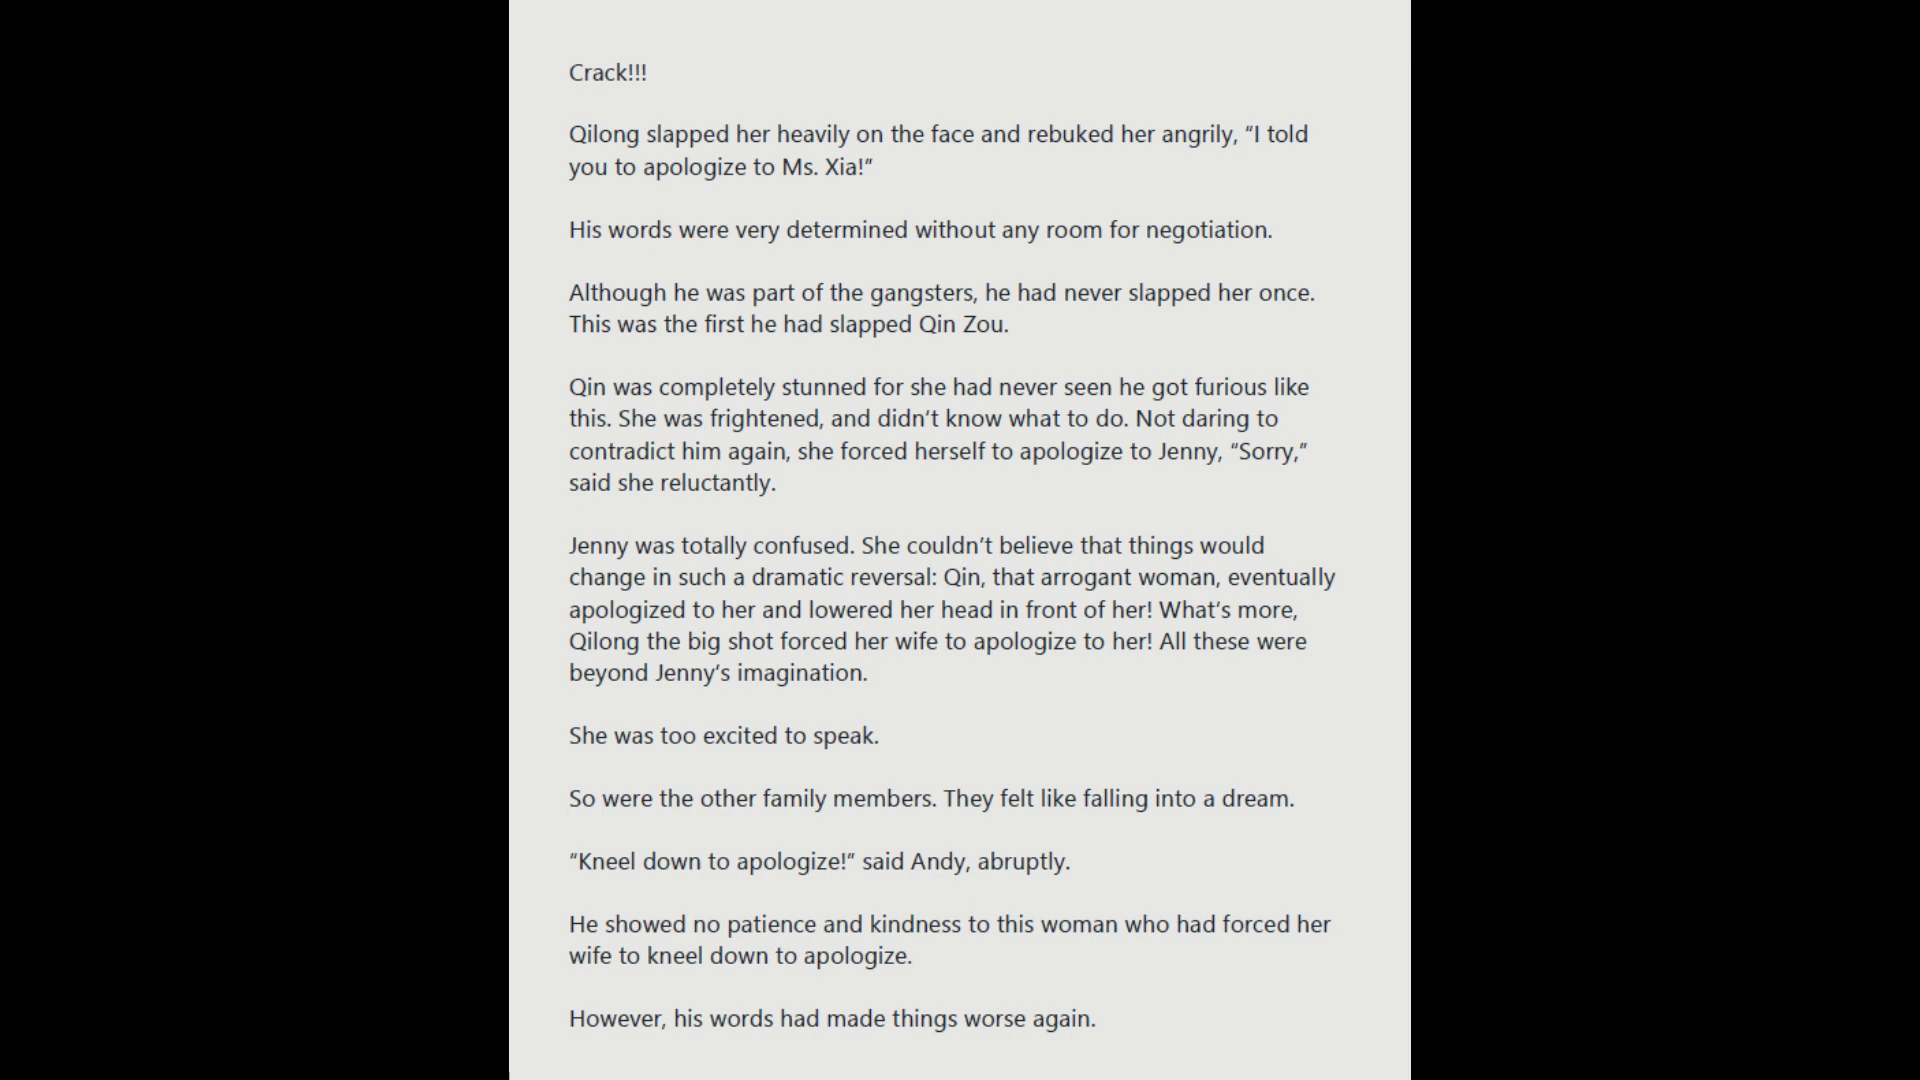 Crack!!!
Qilong slapped her heavily on the face and rebuked her angrily, “I told
you to apologize to Ms. Xia!”
His words were very determined without any room for negotiation.
Although he was part of the gangsters, he had never slapped her once.
This was the first he had slapped Qin Zou.
Qin was completely stunned for she had never seen he got furious like
this. She was frightened, and didn’t know what to do. Not daring to
contradict him again, she forced herself to apologize to Jenny, “Sorry,”
said she reluctantly.
Jenny was totally confused. She couldn’t believe that things would
change in such a dramatic reversal: Qin, that arrogant woman, eventually
apologized to her and lowered her head in front of her! What’s more,
Qilong the big shot forced her wife to apologize to her! All these were
beyond Jenny’s imagination.
She was too excited to speak.
So were the other family members. They felt like falling into a dream.
“Kneel down to apologize!” said Andy, abruptly.
He showed no patience and kindness to this woman who had forced her
wife to kneel down to apologize.
However, his words had made things worse again.